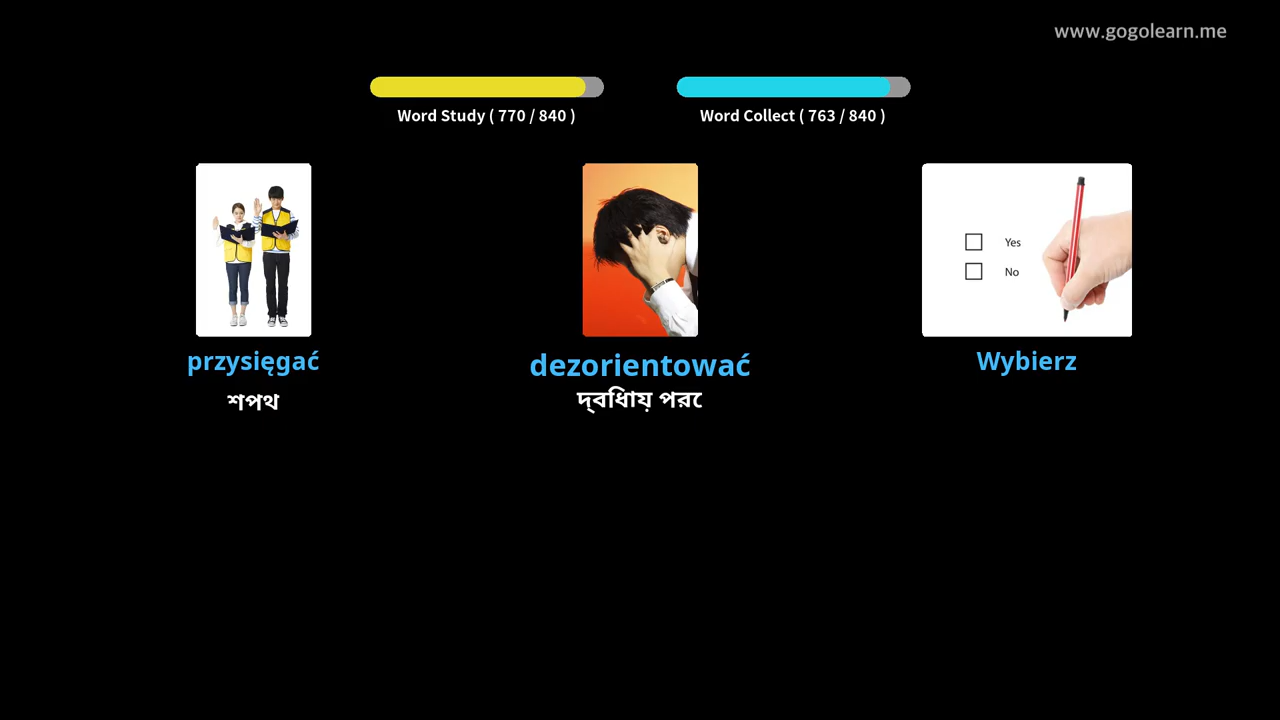 www.gogolearn.me
Word Study ( 770 / 840 )
Word Collect ( 763 / 840 )
Yes
No
przysięgać
dezorientować
Wybierz
শপথ
দ্বিধায় পরে